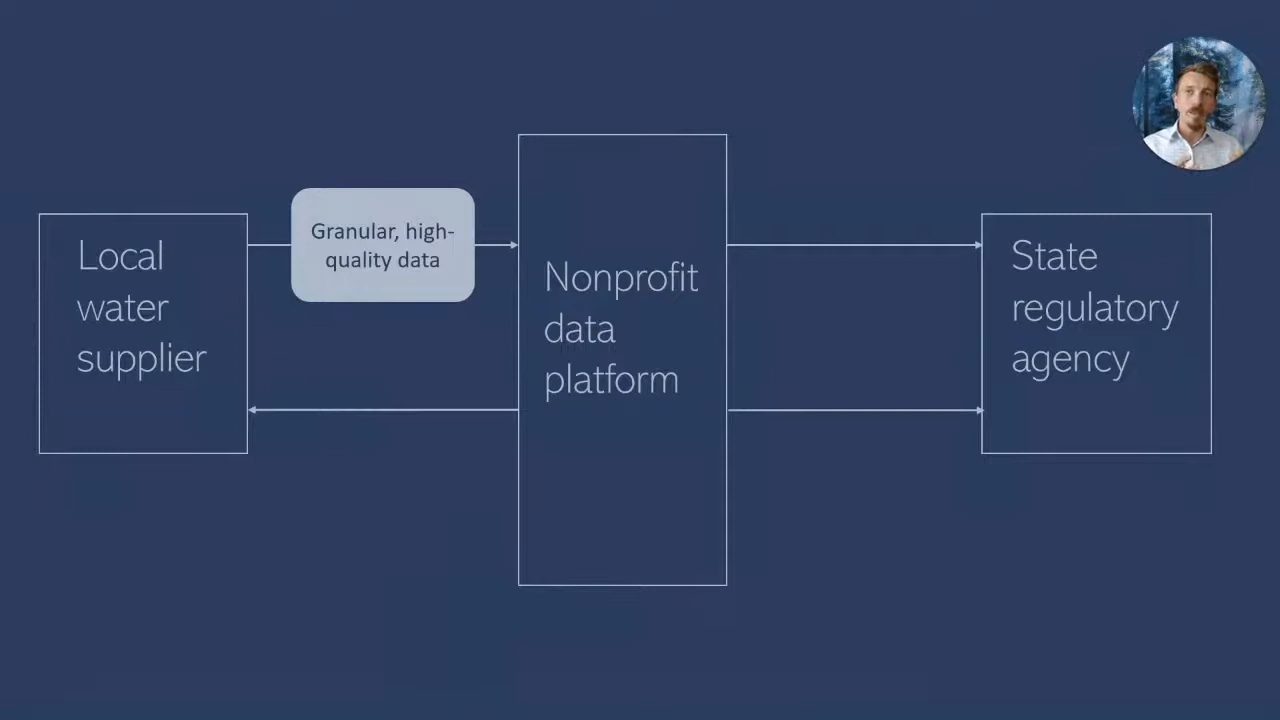 Local
water
supplier
Granular, high-
quality data
Nonprofit
data
platform
State
regulatory
agency